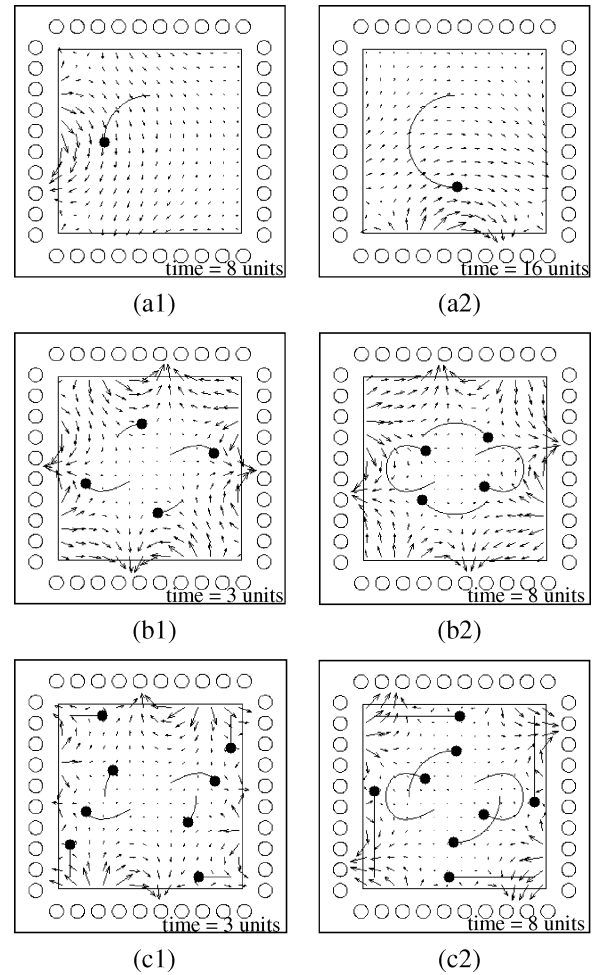 time = 8 units
time = 16 units
(a1)
(a2)
time = 3 units
time = 8 units
(b1)
(b2)
time = 3 units
time = 8 units
(c1)
(c2)